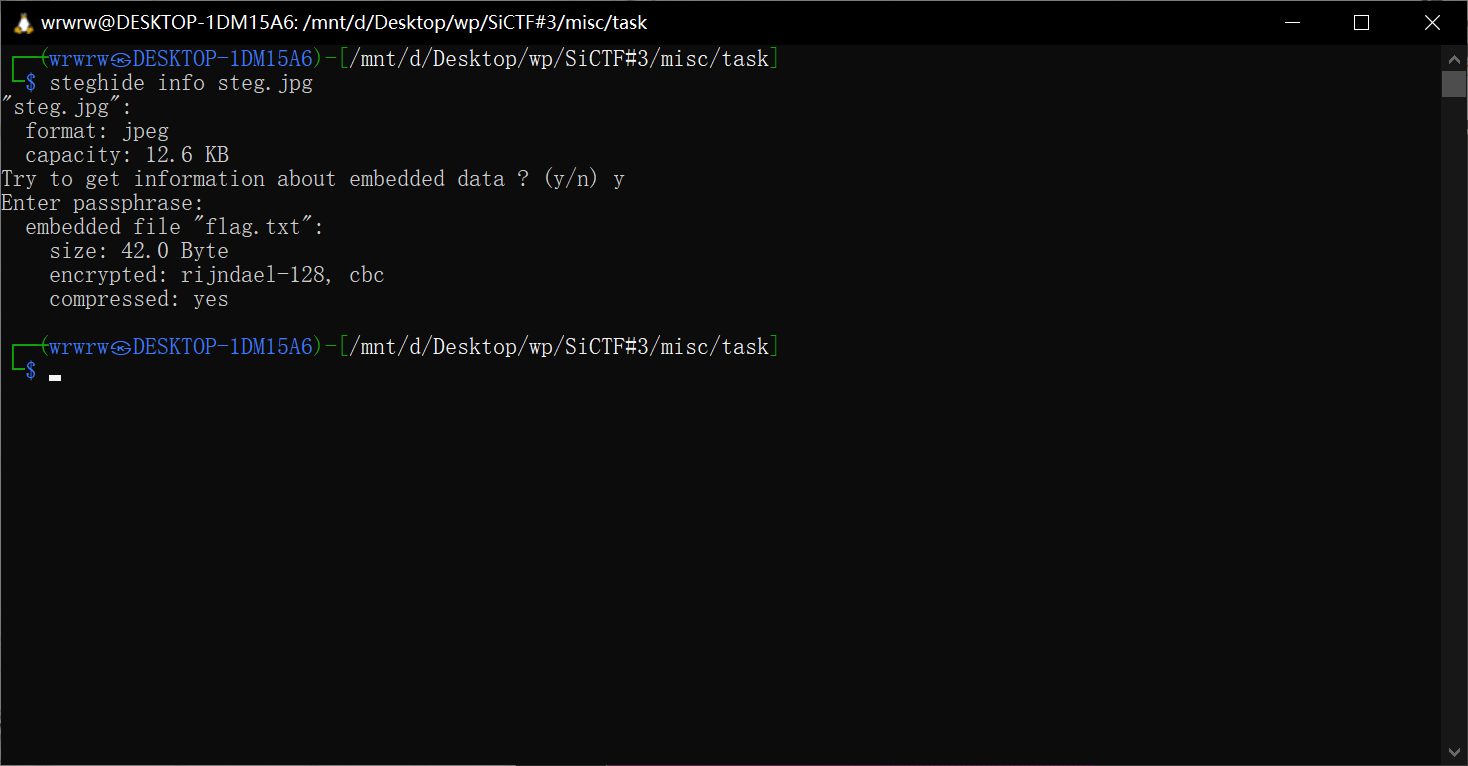 wrwrw@DESKTOP-1DM15A6: /mnt/d/Desktop/wp/SiCTF#3/misc/task
┌──(wrwrw㉿DESKTOP-1DM15A6)-[/mnt/d/Desktop/wp/SiCTF#3/misc/task]
└─$ steghide info steg.jpg
"steg.jpg":
  format: jpeg
  capacity: 12.6 KB
Try to get information about embedded data ? (y/n) y
Enter passphrase:
  embedded file "flag.txt":
    size: 42.0 Byte
    encrypted: rijndael-128, cbc
    compressed: yes
┌──(wrwrw㉿DESKTOP-1DM15A6)-[/mnt/d/Desktop/wp/SiCTF#3/misc/task]
└─$